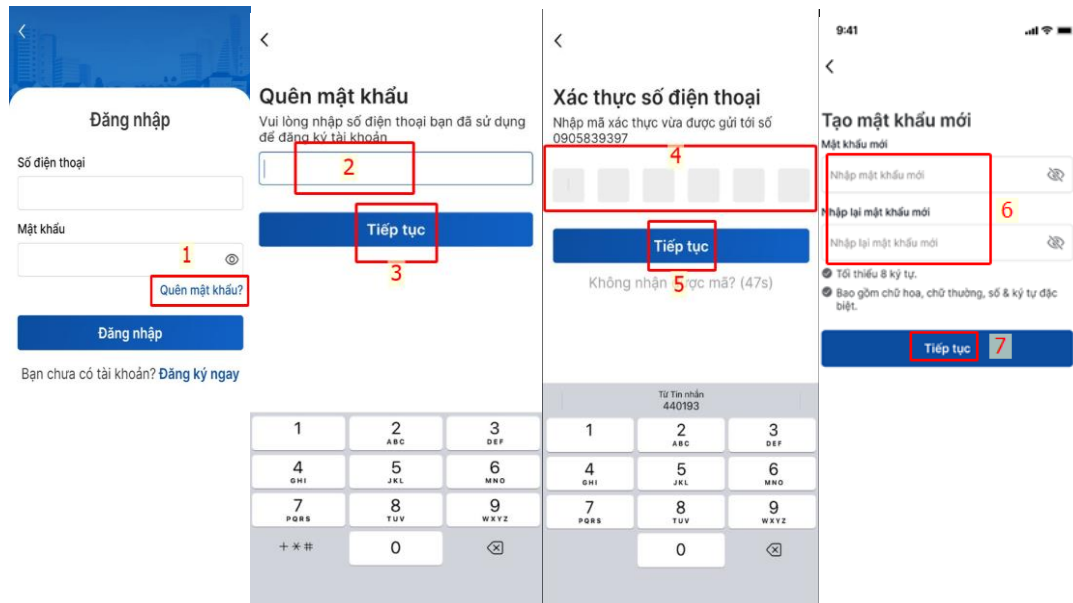 Đăng nhập
Số điện thoại
Mật khẩu
1
Quên mật khẩu?
Đăng nhập
Bạn chưa có tài khoản? Đăng ký ngay
Quên mật khẩu
Vui lòng nhập số điện thoại bạn đã sử dụng
để đăng ký tài khoản
2
Tiếp tục
3
1
2
ABC
3
DEF
4
GHI
5
JKL
6
MNO
7
PQRS
8
TUV
9
WXYZ
+*#
0
Xác thực số điện thoại
Nhập mã xác thực vừa được gửi tới số
0905839397
4
Tiếp tục
Không nhận được mã? (47s)
5
Từ Tin nhắn
440193
1
2
ABC
3
DEF
4
GHI
5
JKL
6
MNO
7
PQRS
8
TUV
9
WXYZ
0
9:41
Tạo mật khẩu mới
Mật khẩu mới
Nhập mật khẩu mới
6
Nhập lại mật khẩu mới
Nhập lại mật khẩu mới
Tối thiểu 8 ký tự.
Bao gồm chữ hoa, chữ thường, số & ký tự đặc
biệt.
Tiếp tục
7